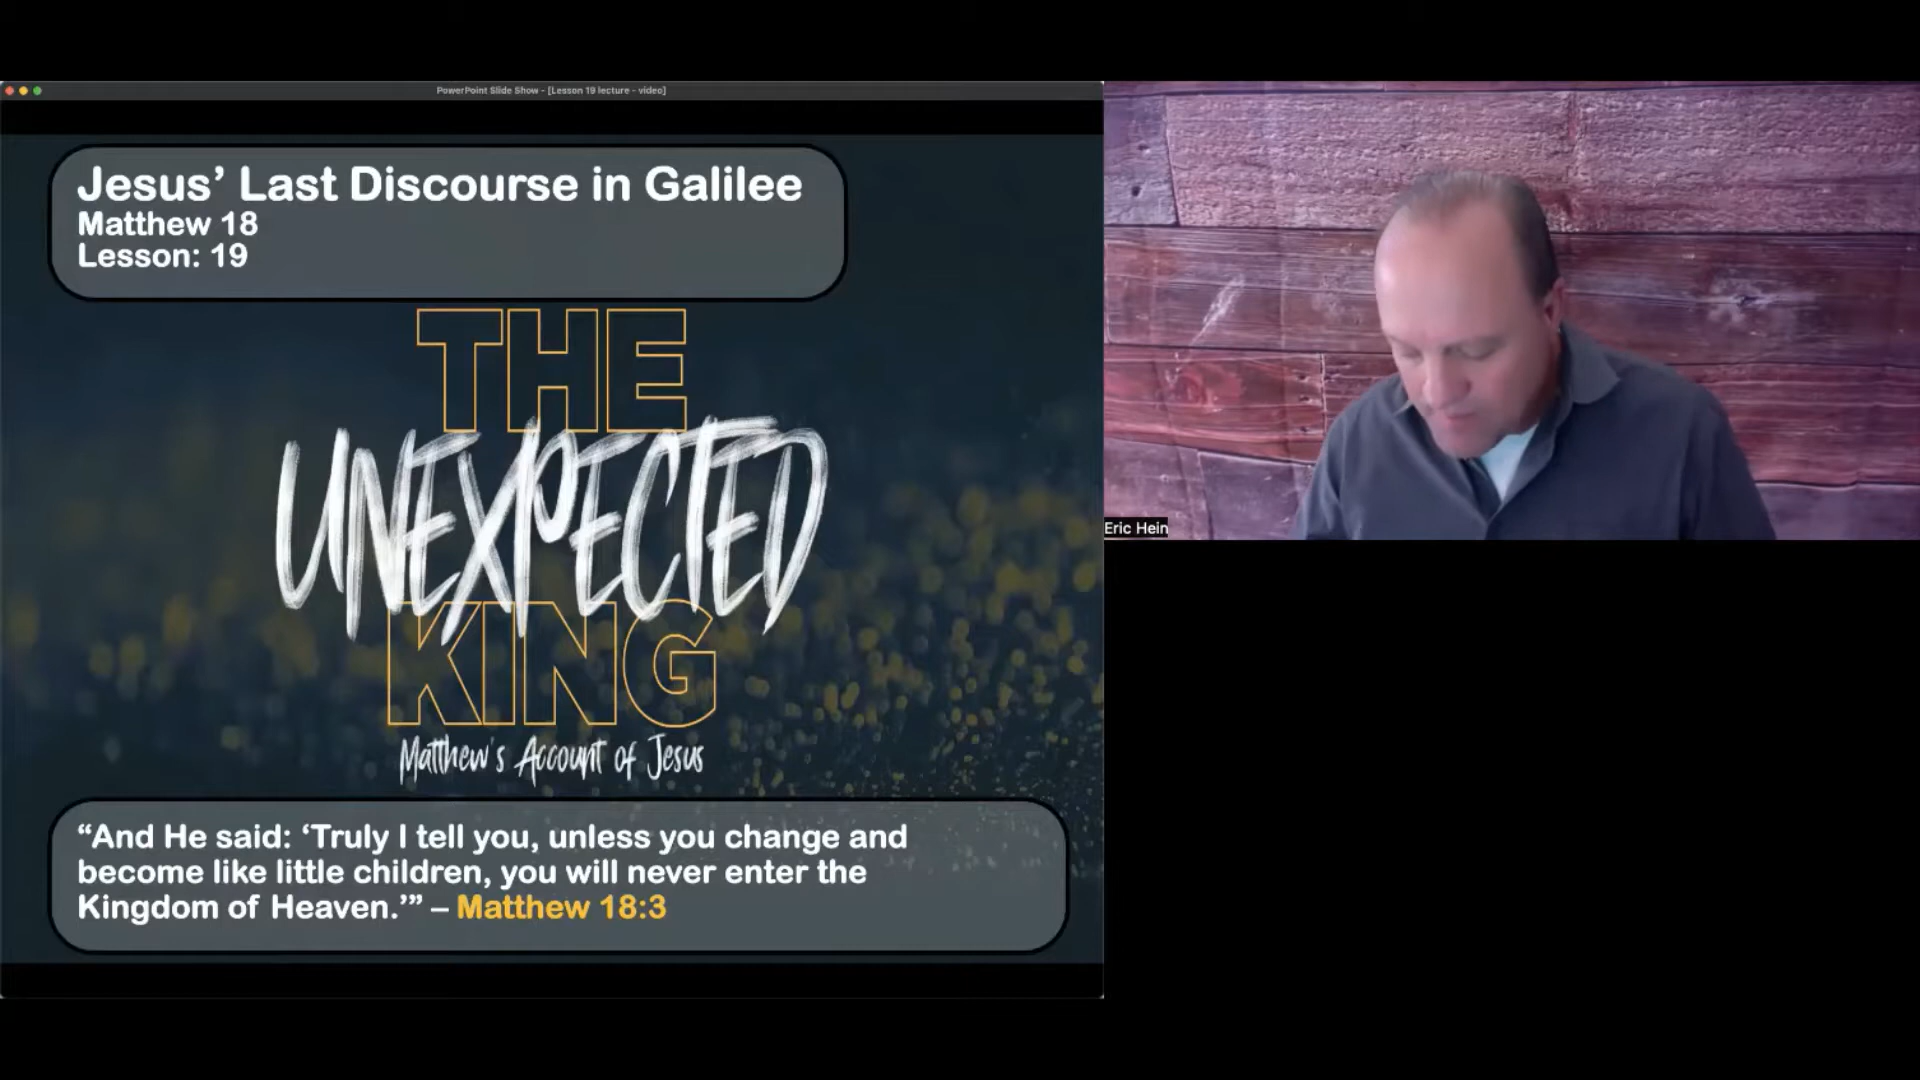 PowerPoint Slide Show - [Lesson 19 lecture - video]
Jesus’ Last Discourse in Galilee
Matthew 18
Lesson: 19
THE
UNEXPECTED
KING
Matthew's Account of Jesus
“And He said: ‘Truly I tell you, unless you change and
become like little children, you will never enter the
Kingdom of Heaven.’” – Matthew 18:3
Eric Hein